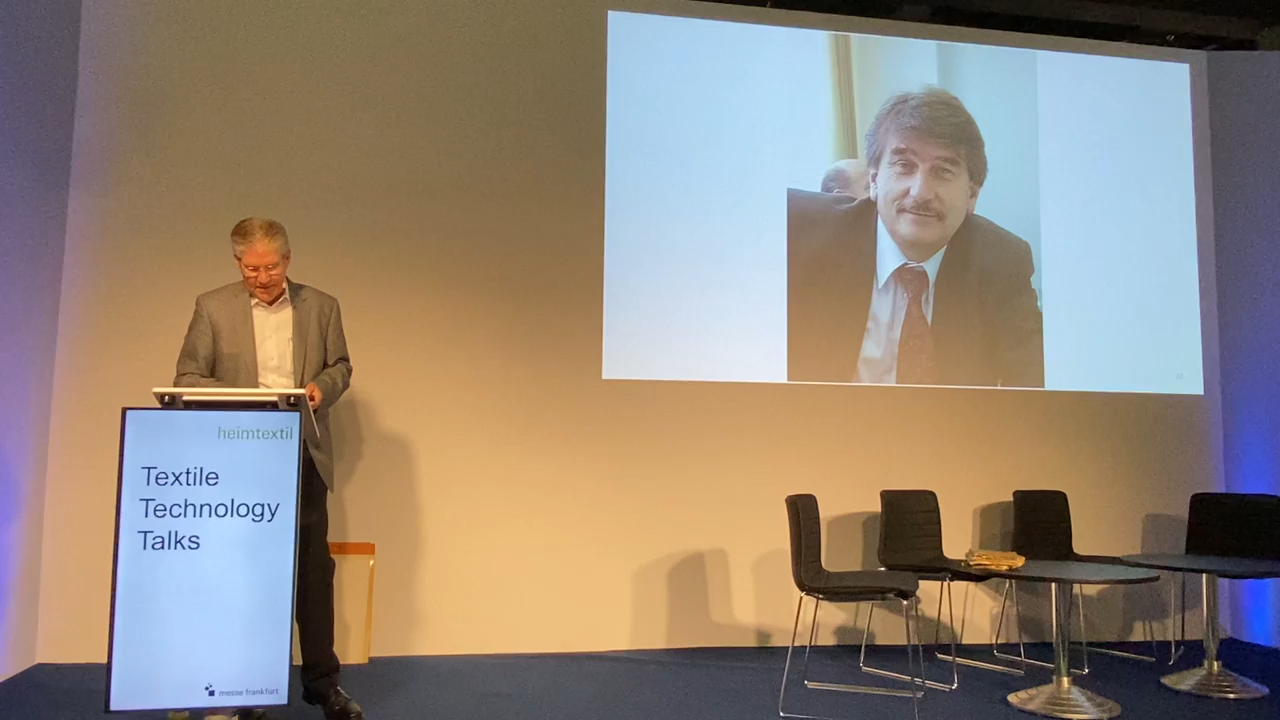 heimtextil
Textile
Technology
Talks
messe frankfurt